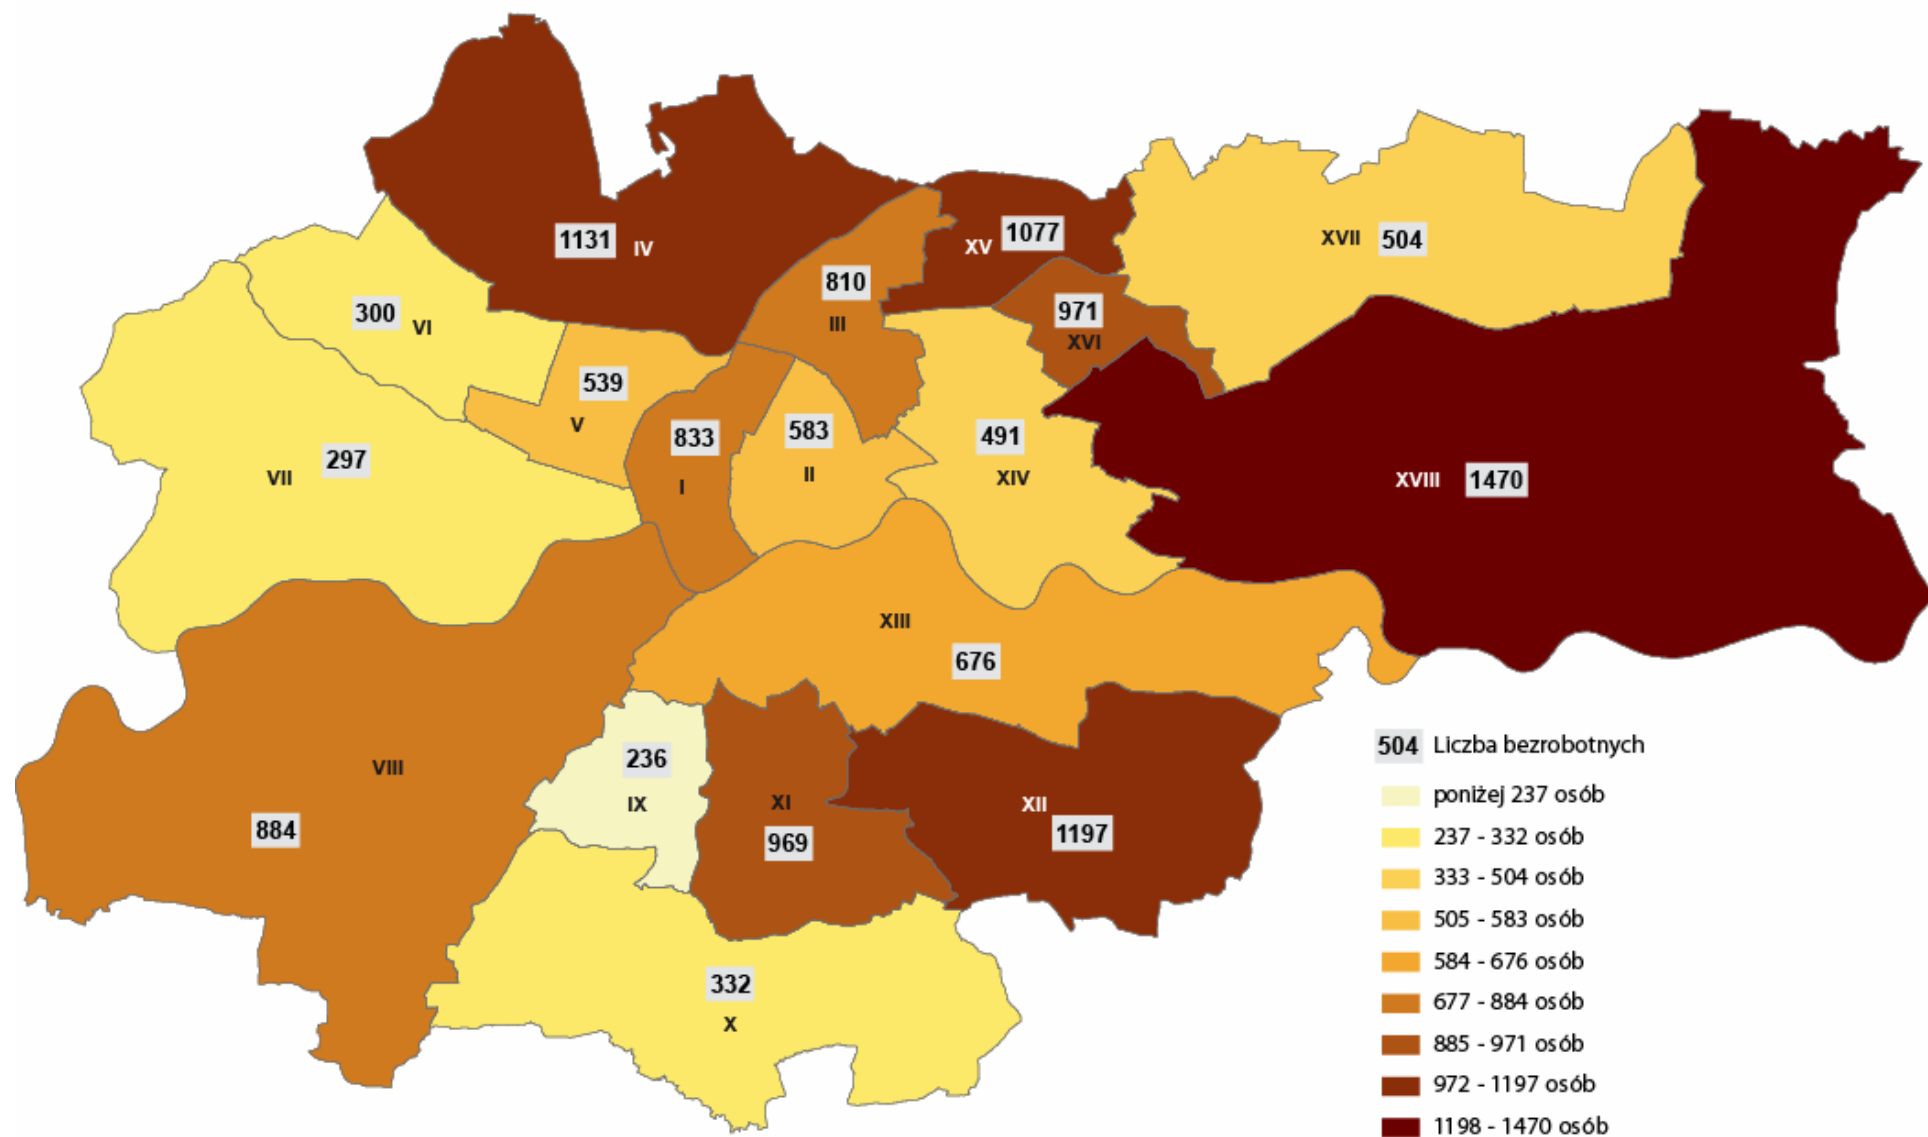 1131 IV
XV 1077
XVII 504
810
III
300 VI
971
XVI
539
V
833
I
583
II
491
XIV
VII 297
XVIII 1470
XIII
676
236
IX
VIII
884
XI
969
XII
1197
332
X
504 Liczba bezrobotnych
poniżej 237 osób
237 - 332 osób
333 - 504 osób
505 - 583 osób
584 - 676 osób
677 - 884 osób
885 - 971 osób
972 - 1197 osób
1198 - 1470 osób